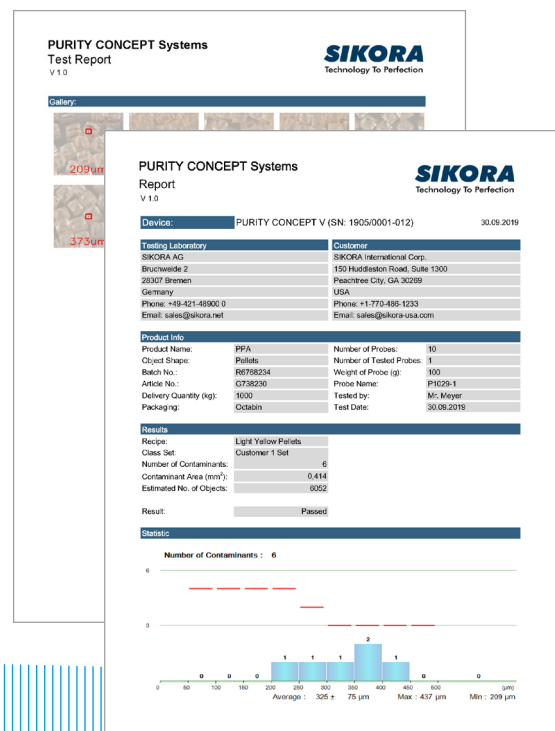 PURITY CONCEPT Systems
Test Report
V 1.0
SIKORA
Technology To Perfection
Gallery:
209um
373um
PURITY CONCEPT Systems
Report
V 1.0
SIKORA
Technology To Perfection
Device: PURITY CONCEPT V (SN: 1905/0001-012) 30.09.2019
Testing Laboratory Customer
SIKORA AG SIKORA International Corp.
Bruchweide 2 150 Huddleston Road, Suite 1300
28307 Bremen Peachtree City, GA 30269
Germany USA
Phone: +49-421-48900 0 Phone: +1-770-486-1233
Email: sales@sikora.net Email: sales@sikora-usa.com
Product Info
Product Name: PPA Number of Probes: 10
Object Shape: Pellets Number of Tested Probes: 1
Batch No.: R6768234 Weight of Probe (g): 100
Article No.: G738230 Probe Name: P1029-1
Delivery Quantity (kg): 1000 Tested by: Mr. Meyer
Packaging: Octabin Test Date: 30.09.2019
Results
Recipe: Light Yellow Pellets
Class Set: Customer 1 Set
Number of Contaminants: 6
Contaminant Area (mm²): 0,414
Estimated No. of Objects: 6052
Result: Passed
Statistic
Number of Contaminants : 6
6
3
2
1 1 1 1
0 0 0 0 0
0 50 100 150 200 250 300 350 400 450 500 (µm)
Average : 325 ± 75 µm Max : 437 µm Min : 209 µm